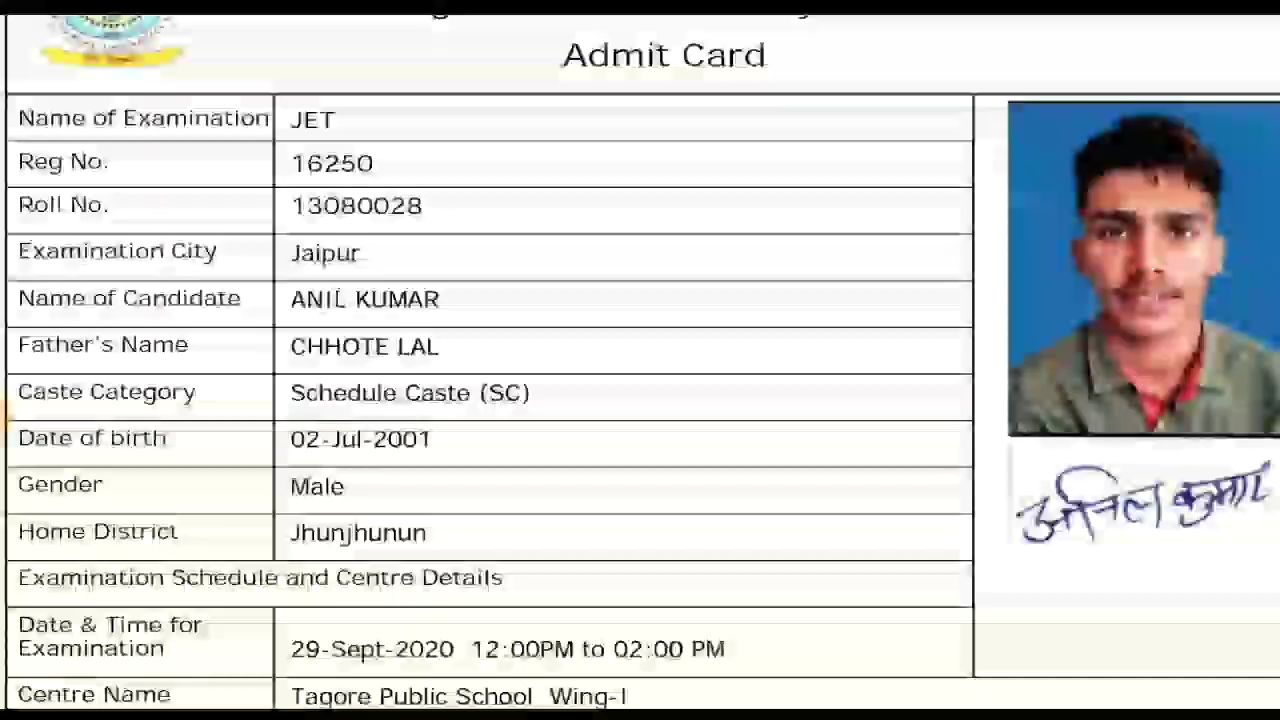 Admit Card
Name of Examination JET
Reg No. 16250
Roll No. 13080028
Examination City Jaipur
Name of Candidate ANIL KUMAR
Father's Name CHHOTE LAL
Caste Category Schedule Caste (SC)
Date of birth 02-Jul-2001
Gender Male
अनिल कुमार
Home District Jhunjhunun
Examination Schedule and Centre Details
Date & Time for
Examination 29-Sept-2020 12:00PM to 02:00 PM
Centre Name Tagore Public School Wing-I